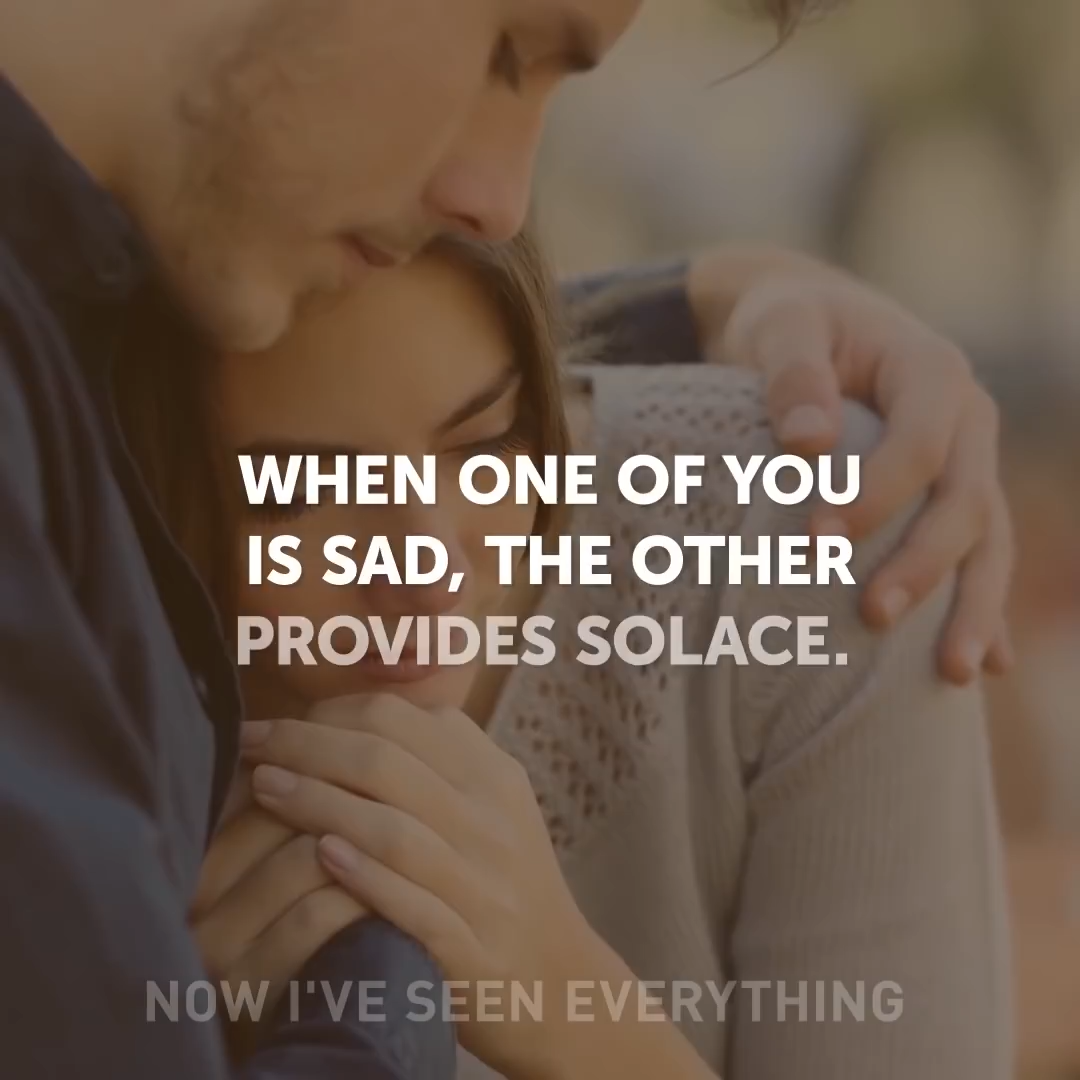 WHEN ONE OF YOU
IS SAD, THE OTHER
PROVIDES SOLACE.
NOW I'VE SEEN EVERYTHING